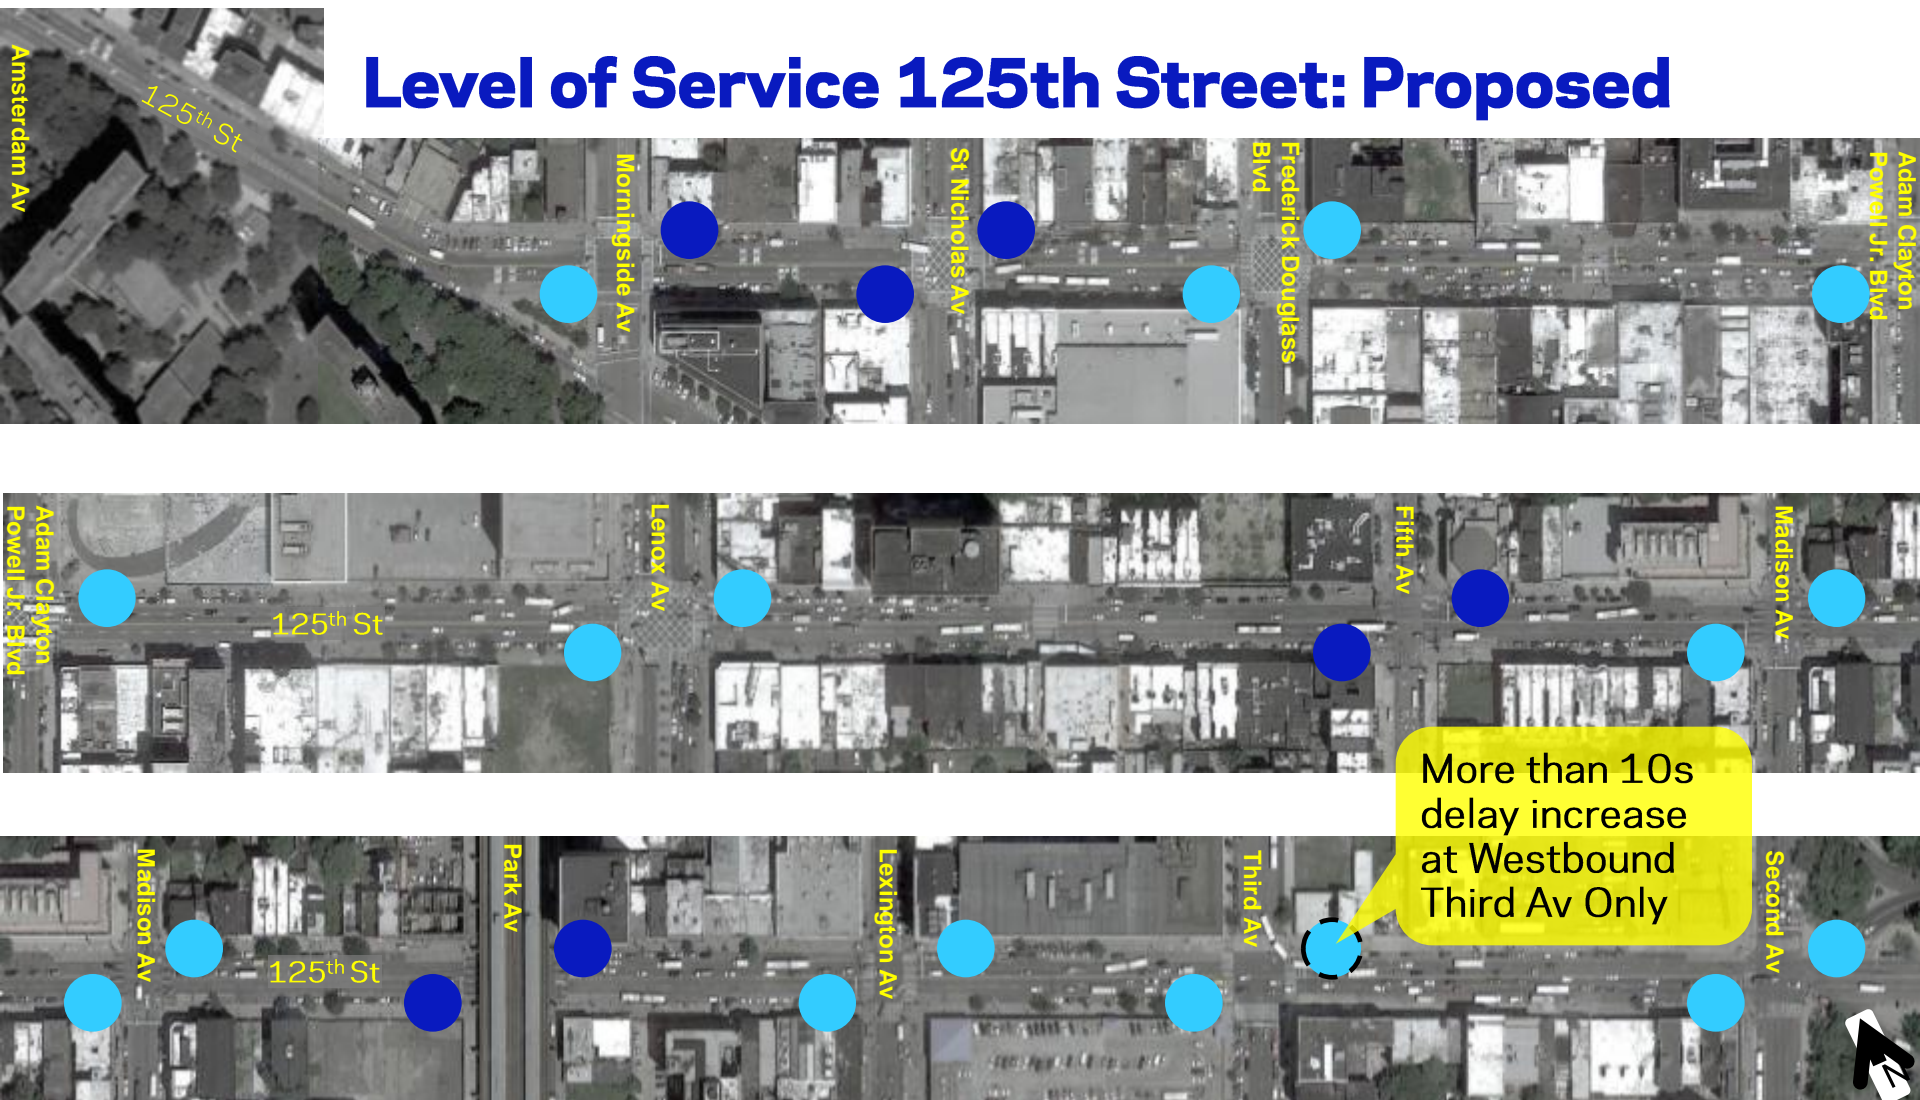 Level of Service 125th Street: Proposed
Amsterdam Av
125th St
Morningside Av
St Nicholas Av
Frederick Douglass
Blvd
Adam Clayton
Powell Jr. Blvd
Adam Clayton
Powell Jr. Blvd
125th St
Lenox Av
Fifth Av
Madison Av
More than 10s
delay increase
at Westbound
Third Av Only
Madison Av
125th St
Park Av
Lexington Av
Third Av
Second Av
N